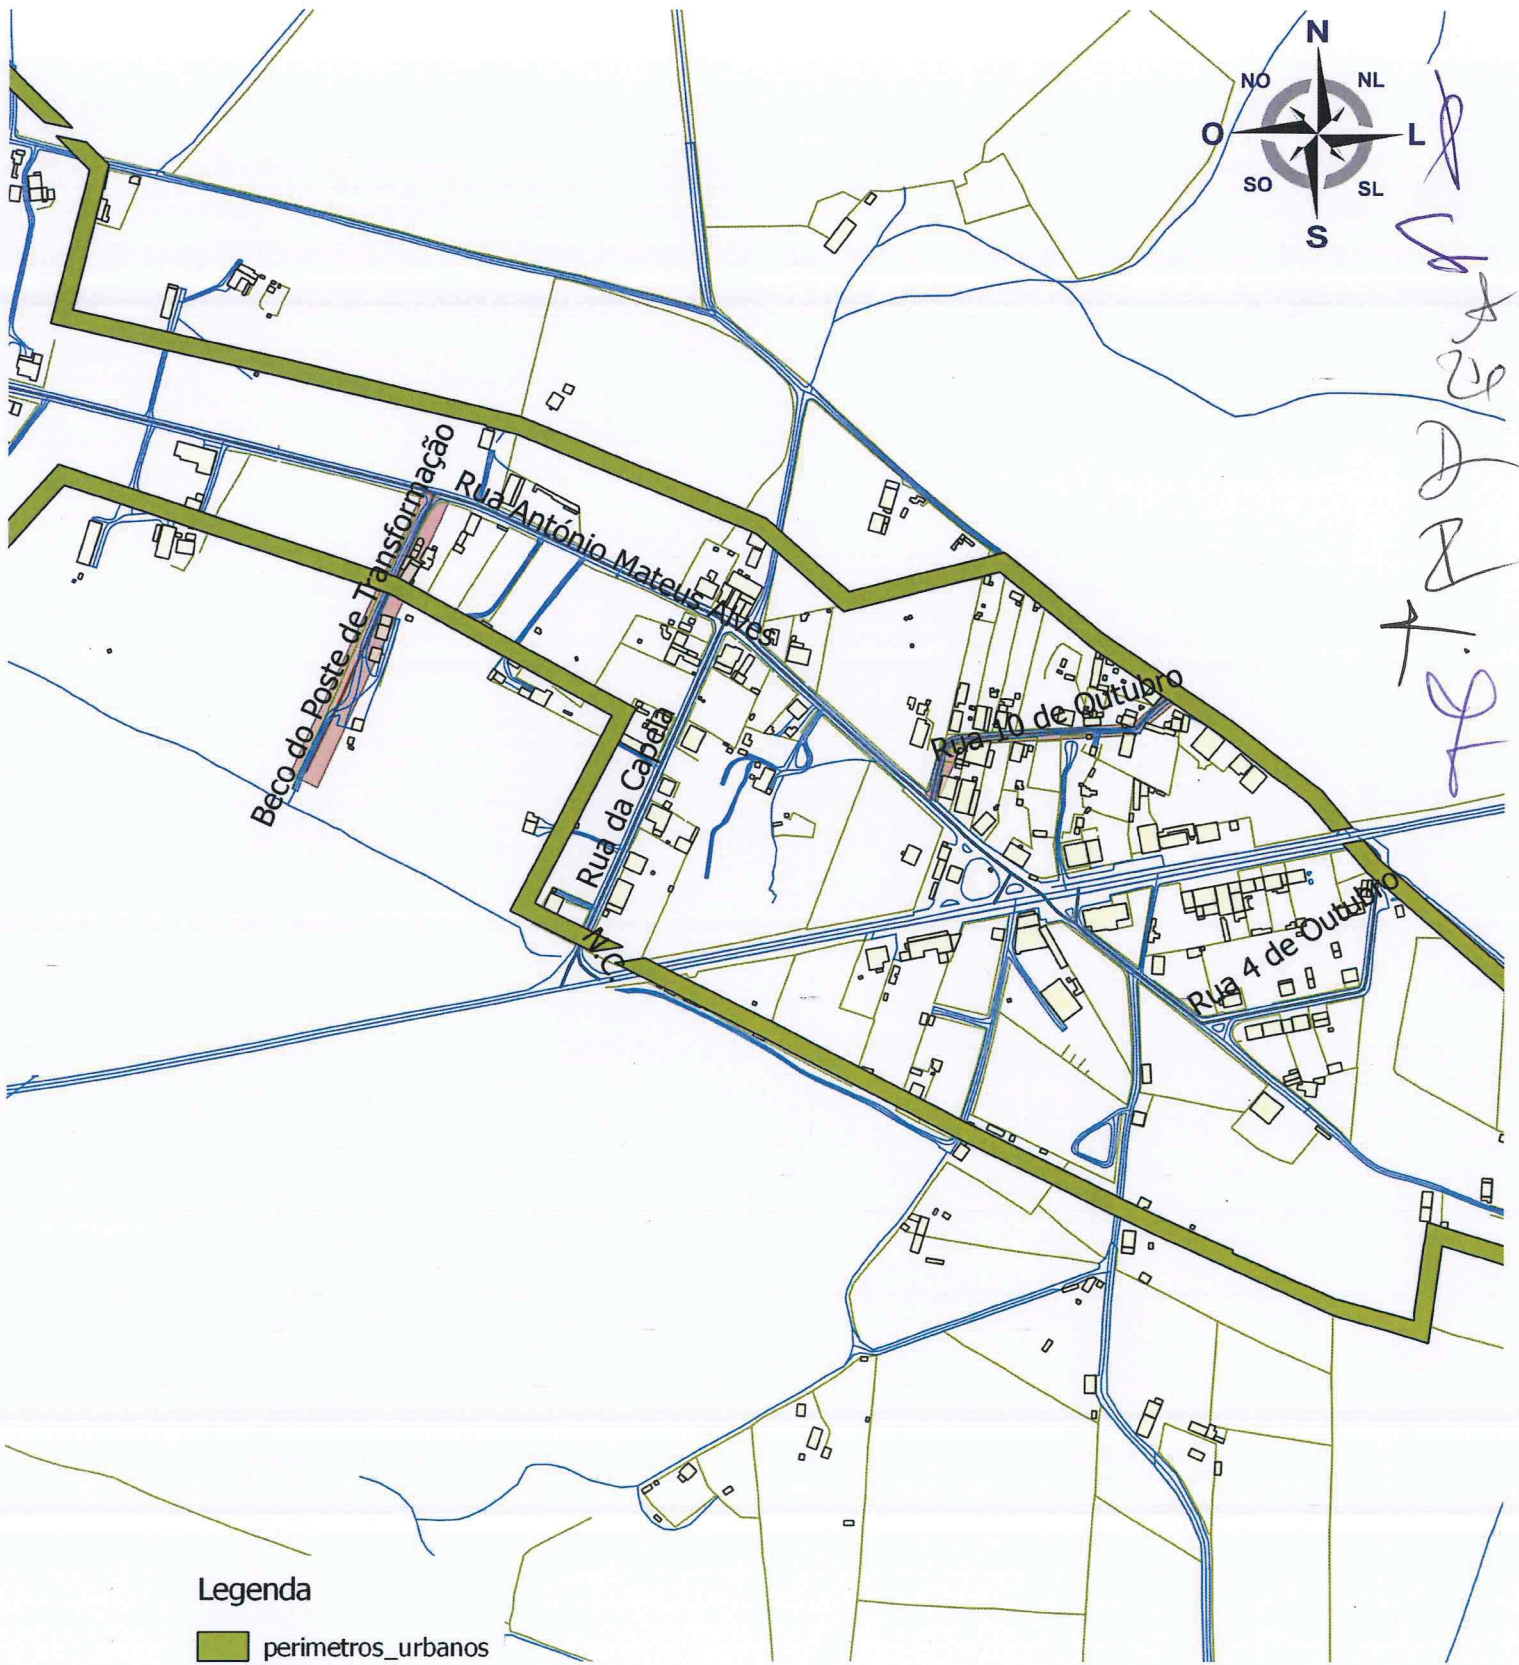 N
NO
NL
O
L
SO
SL
S
Beco do Poste de Transformação
Rua António Mateus Alves
Rua 10 de Outubro
Rua da Capela
N.C
Rua 4 de Outubro
Legenda
perimetros_urbanos